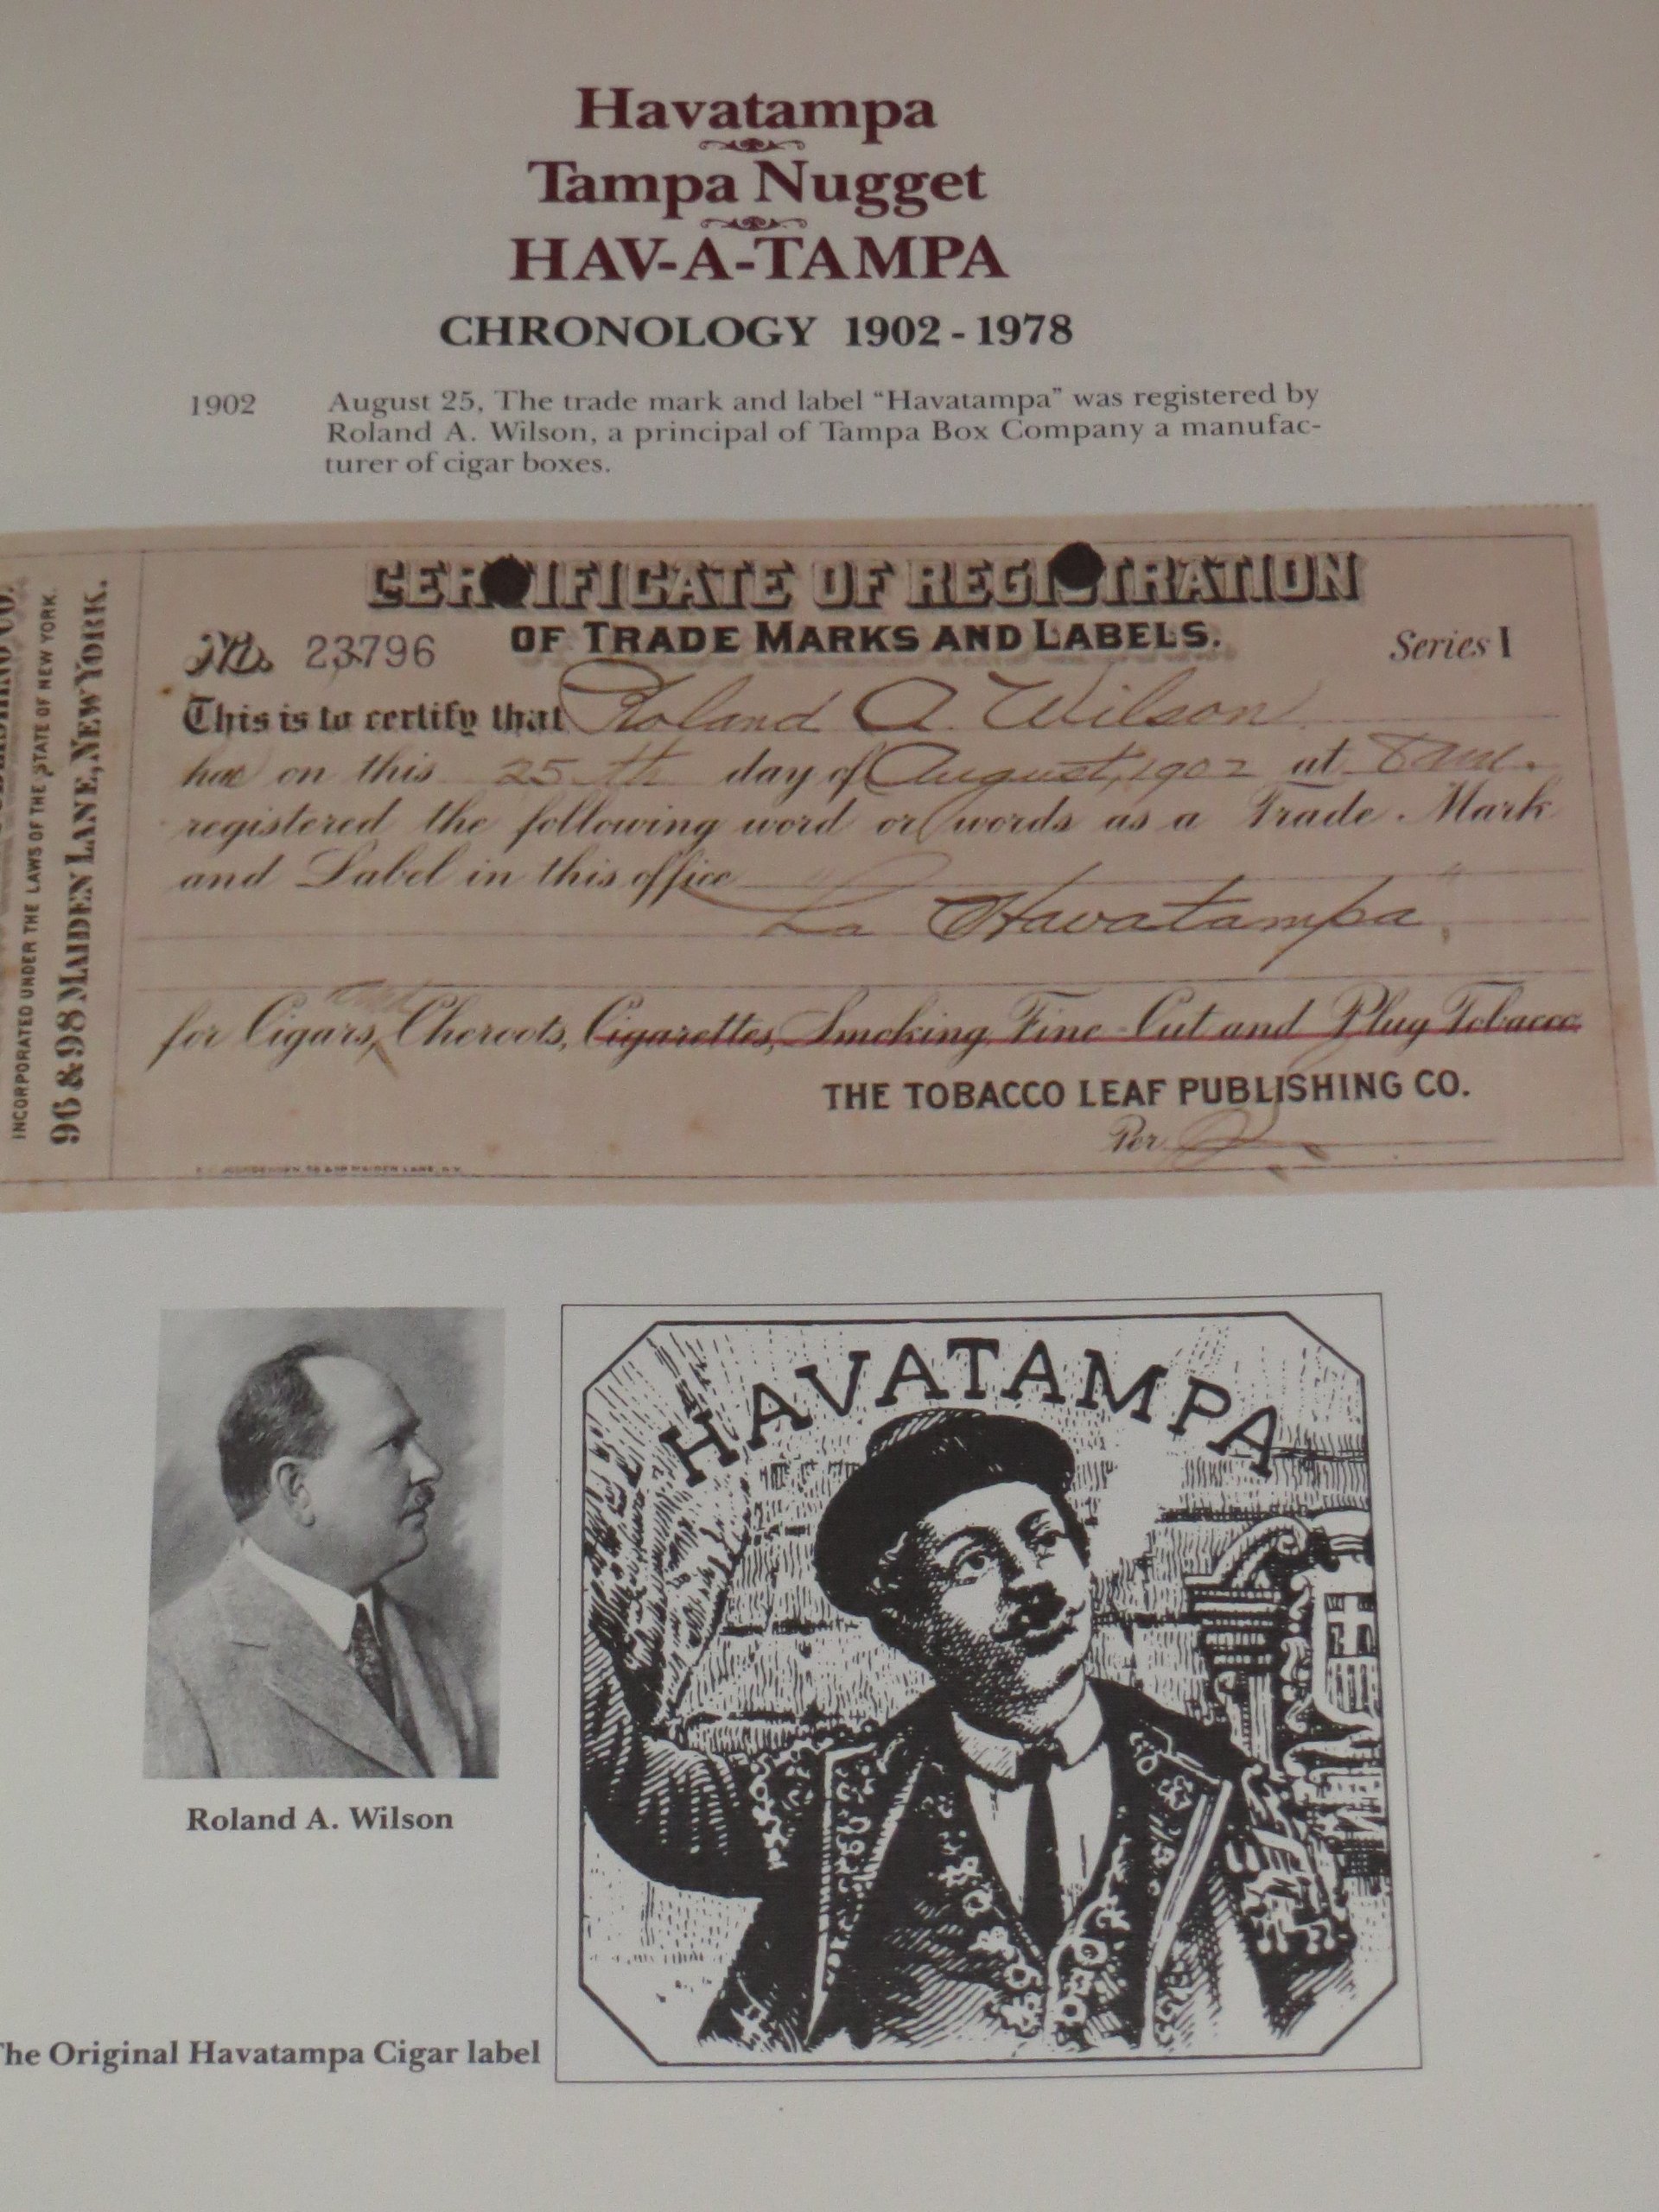 Havatampa
Tampa Nugget
HAV-A-TAMPA
CHRONOLOGY 1902 - 1978
1902 August 25, The trade mark and label “Havatampa” was registered by
Roland A. Wilson, a principal of Tampa Box Company a manufac-
turer of cigar boxes.
INCORPORATED UNDER THE LAWS OF THE STATE OF NEW YORK.
96 & 98 MAIDEN LANE, NEW YORK.
CERTIFICATE OF REGISTRATION
OF TRADE MARKS AND LABELS.
No. 23796
Series I
This is to certify that Roland A. Wilson
has on this 25th day of August, 1902 at 8 am.
registered the following word or words as a Trade Mark
and Label in this office
"La Havatampa"
for Cigars, and Cheroots, Cigarettes, Smoking, Fine-Cut and Plug Tobacco
THE TOBACCO LEAF PUBLISHING CO.
Per
HAVATAMPA
Roland A. Wilson
The Original Havatampa Cigar label